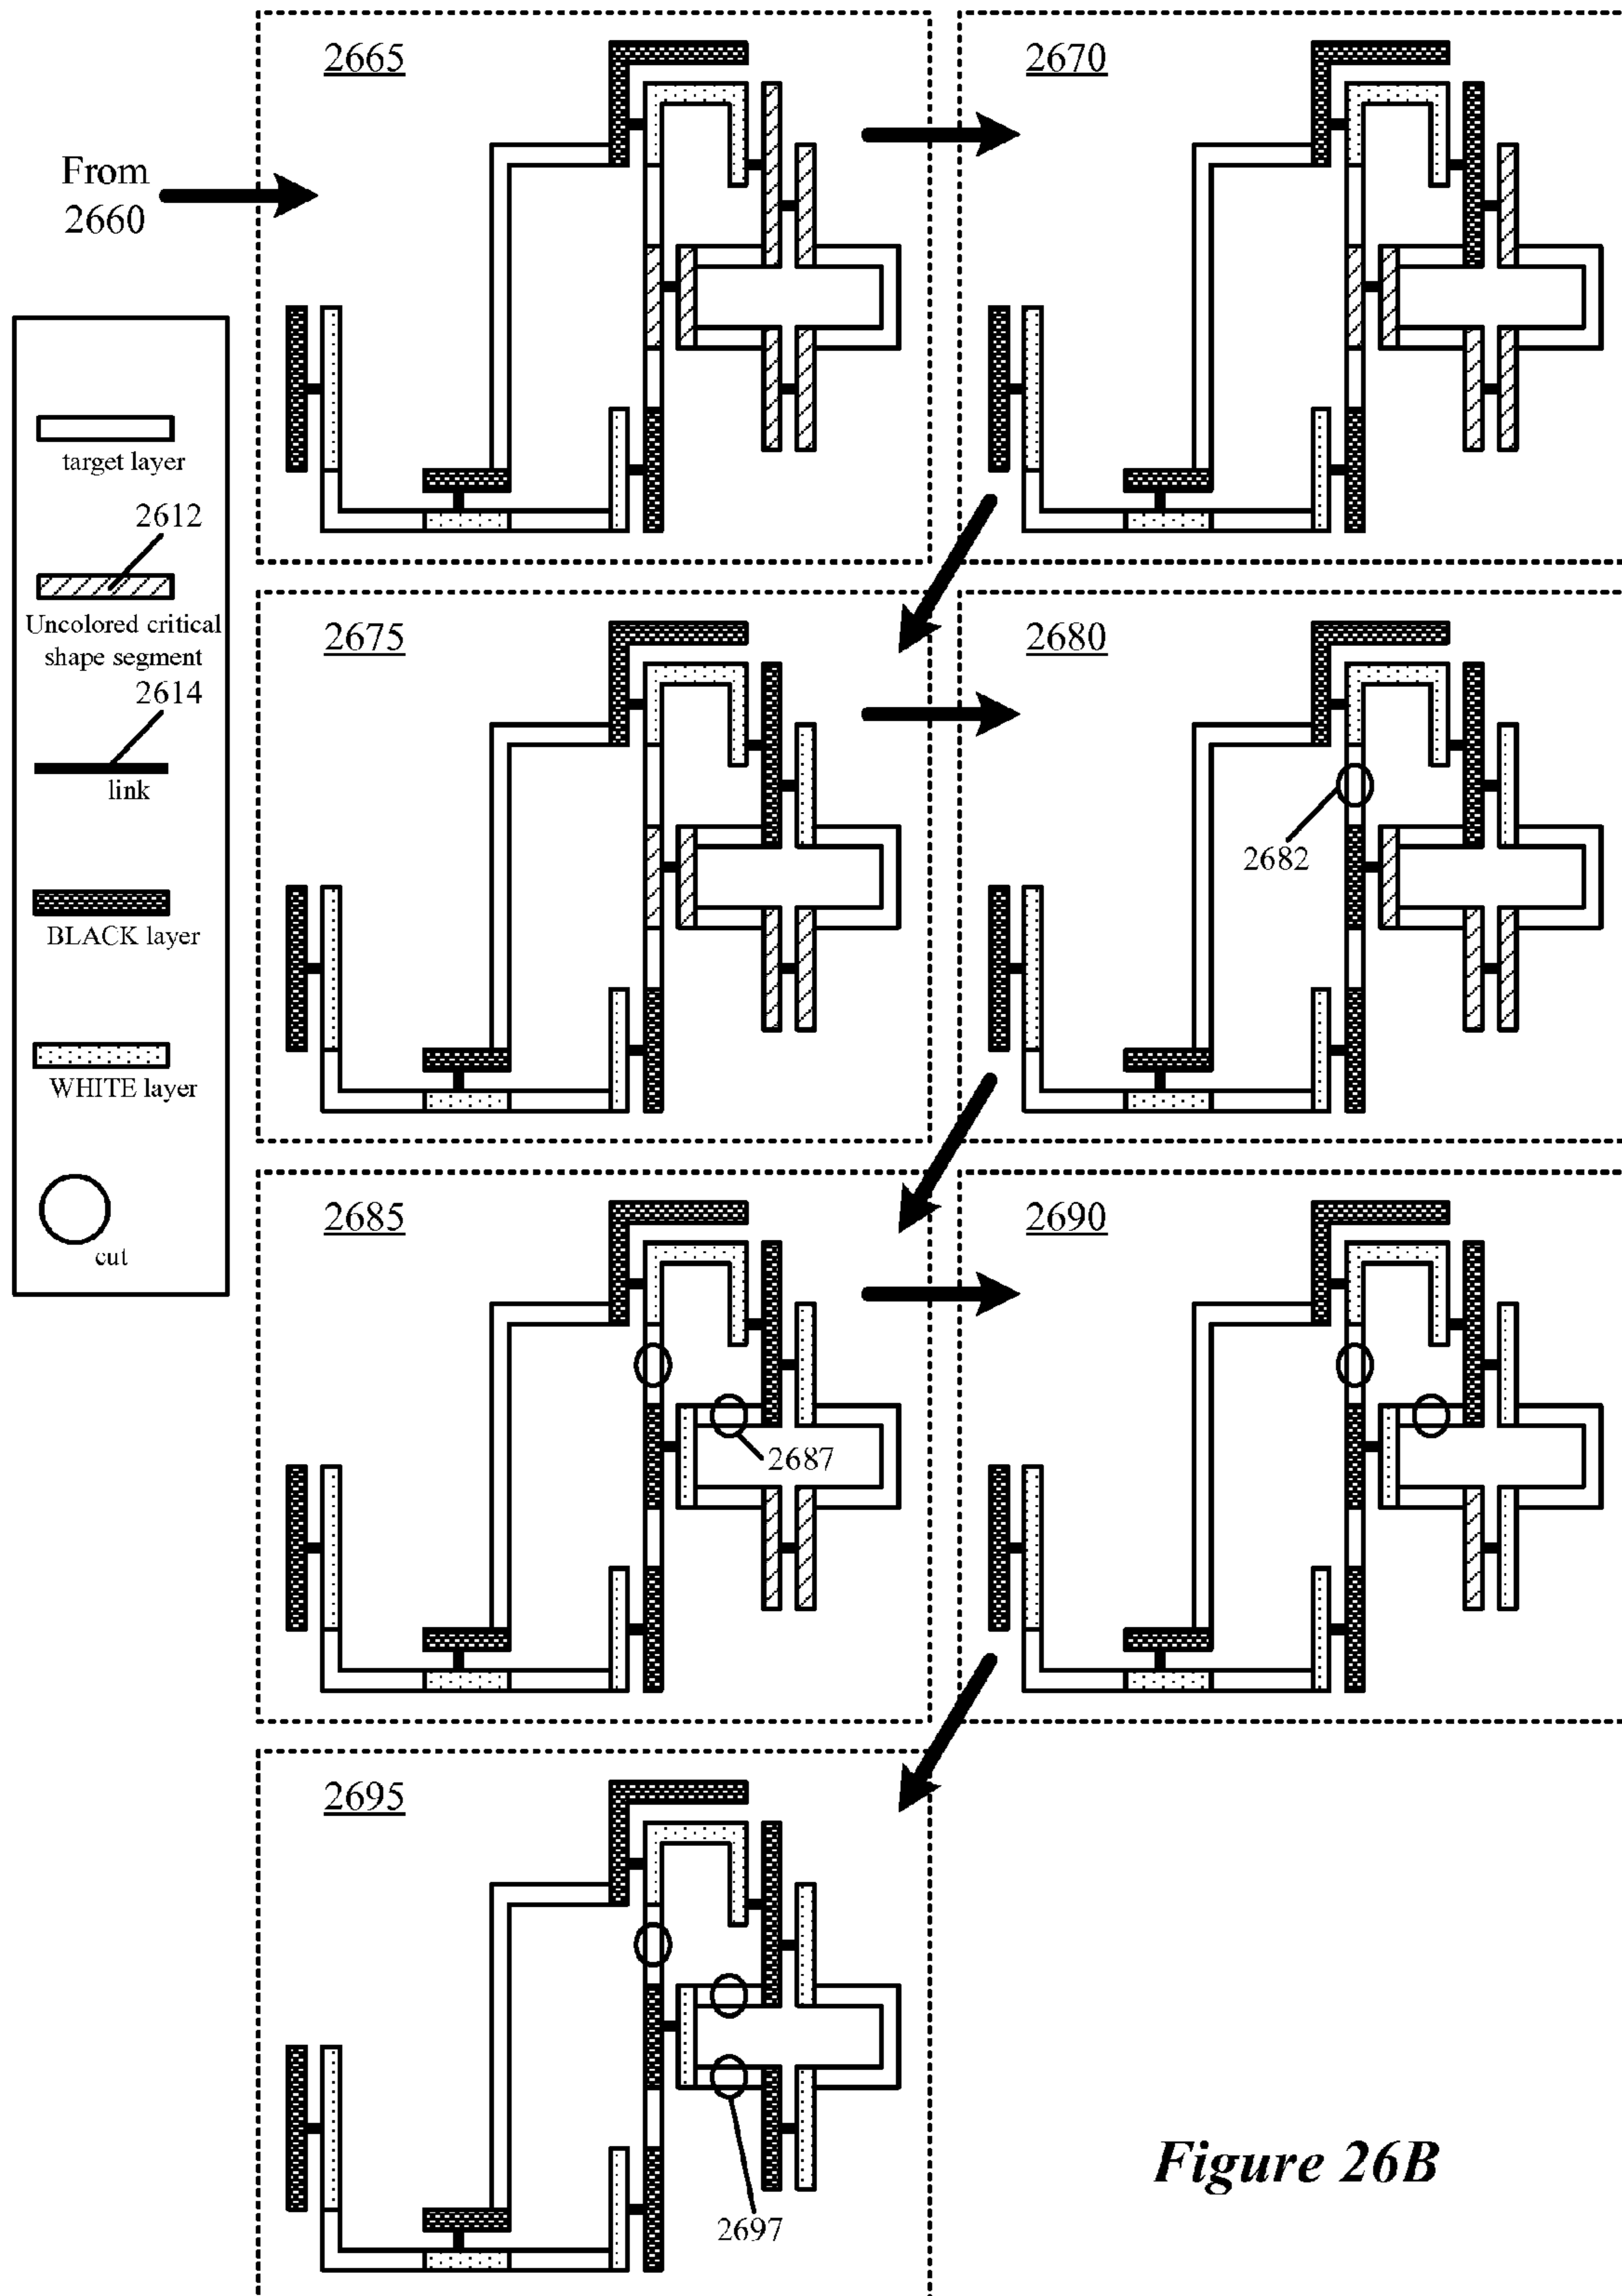 2665
2670
From
2660
target layer
2612
Uncolored critical
shape segment
2614
link
BLACK layer
WHITE layer
cut
2675
2680
2682
2685
2687
2690
2695
2697
Figure 26B